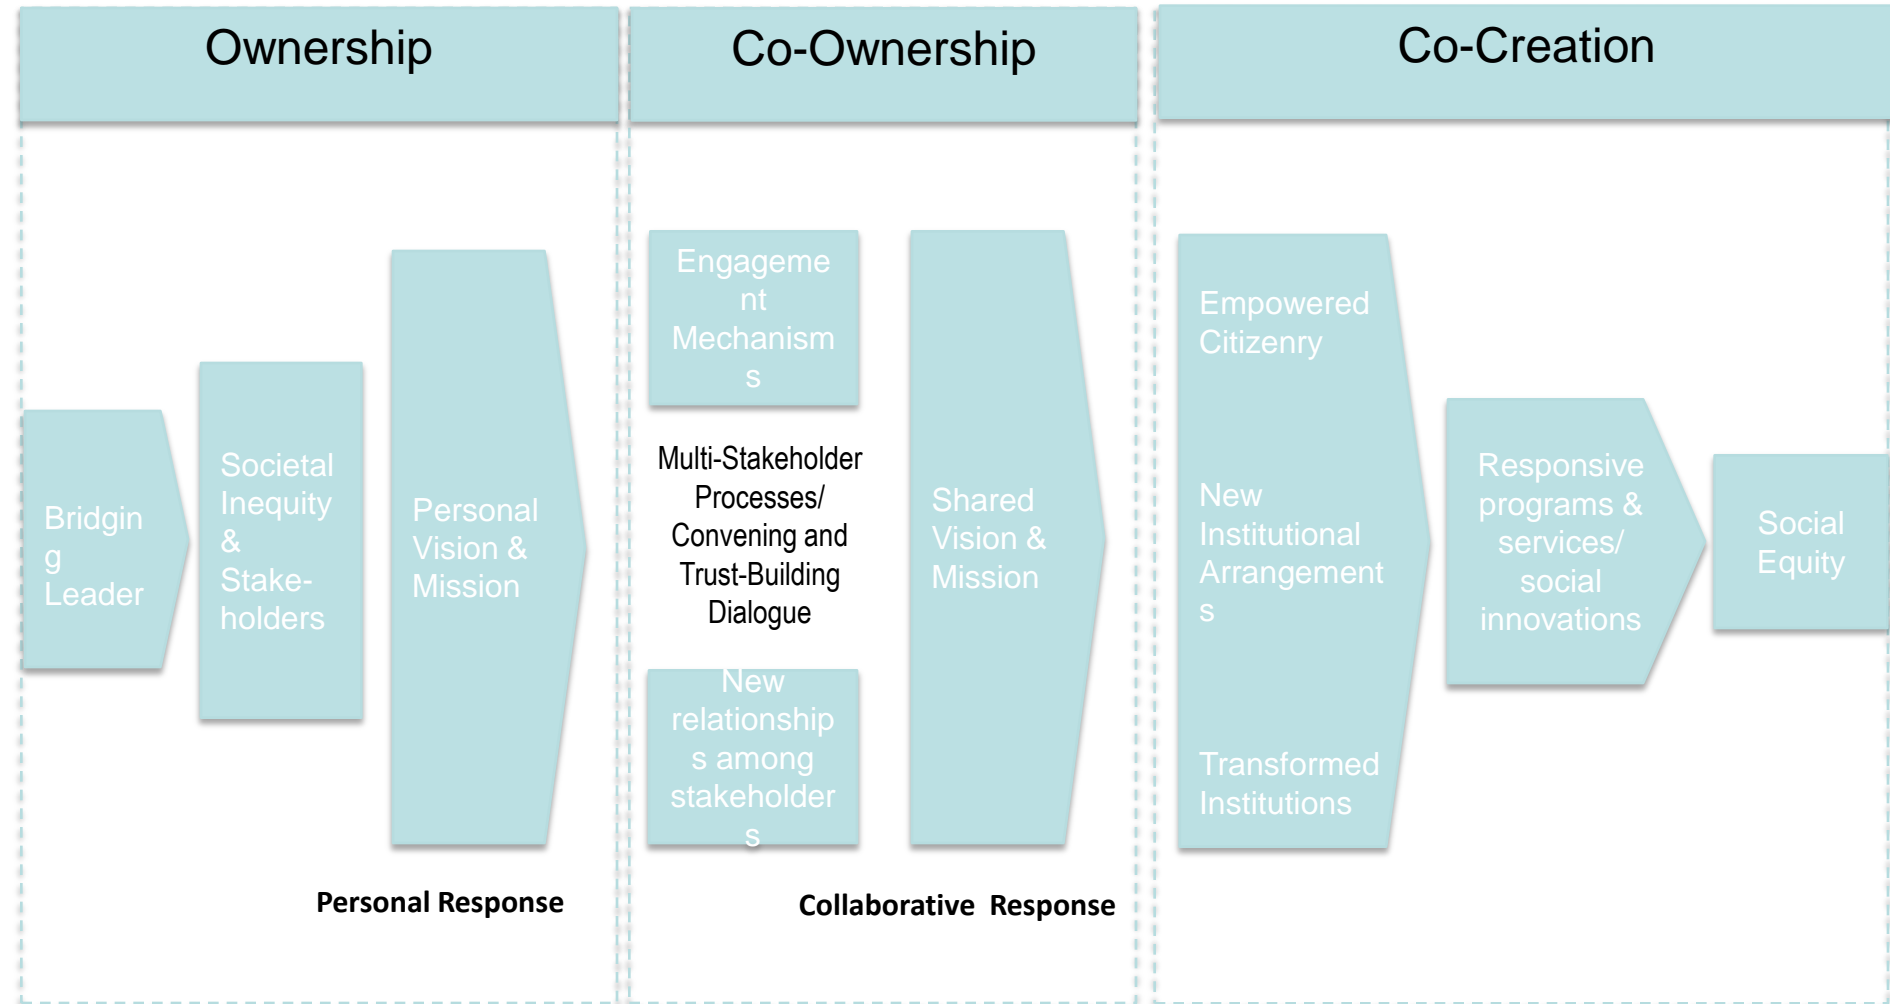 Ownership
Co-Ownership
Co-Creation
Bridgin
g
Leader
Societal
Inequity
&
Stake-
holders
Personal
Vision &
Mission
Personal Response
Engageme
nt
Mechanism
s
Multi-Stakeholder
Processes/
Convening and
Trust-Building
Dialogue
New
relationship
s among
stakeholder
s
Shared
Vision &
Mission
Collaborative  Response
Empowered
Citizenry
New
Institutional
Arrangement
s
Transformed
Institutions
Responsive
programs &
services/
social
innovations
Social
Equity